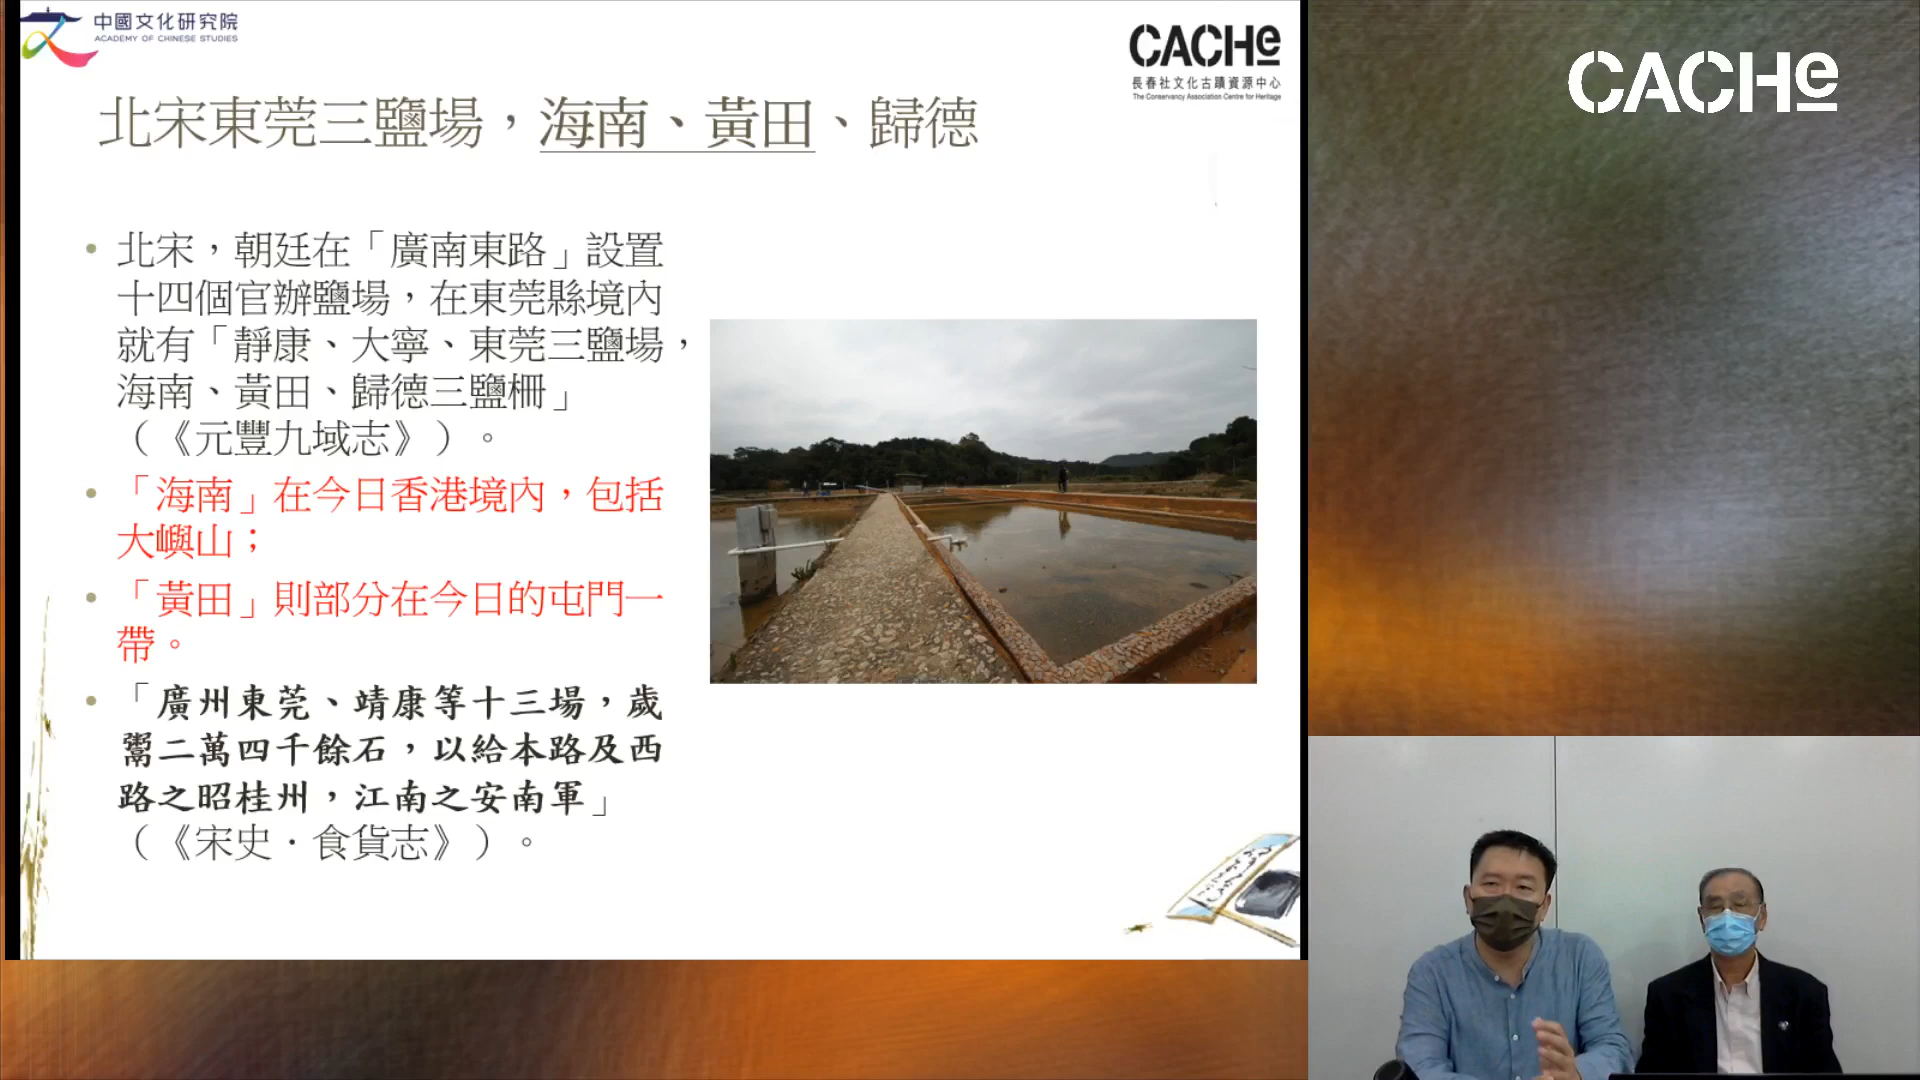 中國文化研究院
ACADEMY OF CHINESE STUDIES
CACHe
長春社文化古蹟資源中心
The Conservancy Association Centre for Heritage
CACHe
北宋東莞三鹽場，海南、黃田、歸德
• 北宋，朝廷在「廣南東路」設置
十四個官辦鹽場，在東莞縣境內
就有「靜康、大寧、東莞三鹽場，
海南、黃田、歸德三鹽柵」
（《元豐九域志》）。
• 「海南」在今日香港境內，包括
大嶼山；
• 「黃田」則部分在今日的屯門一
帶。
• 「廣州東莞、靖康等十三場，歲
鬻二萬四千餘石，以給本路及西
路之昭桂州，江南之安南軍」
（《宋史．食貨志》）。